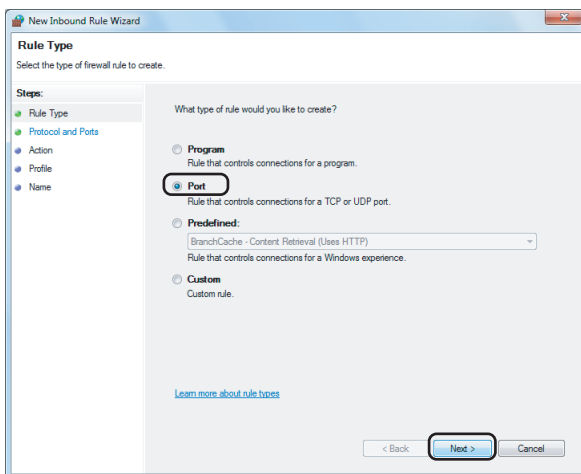 New Inbound Rule Wizard
Rule Type
Select the type of firewall rule to create.
Steps:
Rule Type
Protocol and Ports
Action
Profile
Name
What type of rule would you like to create?
Program
Rule that controls connections for a program.
Port
Rule that controls connections for a TCP or UDP port.
Predefined:
BranchCache - Content Retrieval (Uses HTTP)
Rule that controls connections for a Windows experience.
Custom
Custom rule.
Learn more about rule types
< Back Next > Cancel